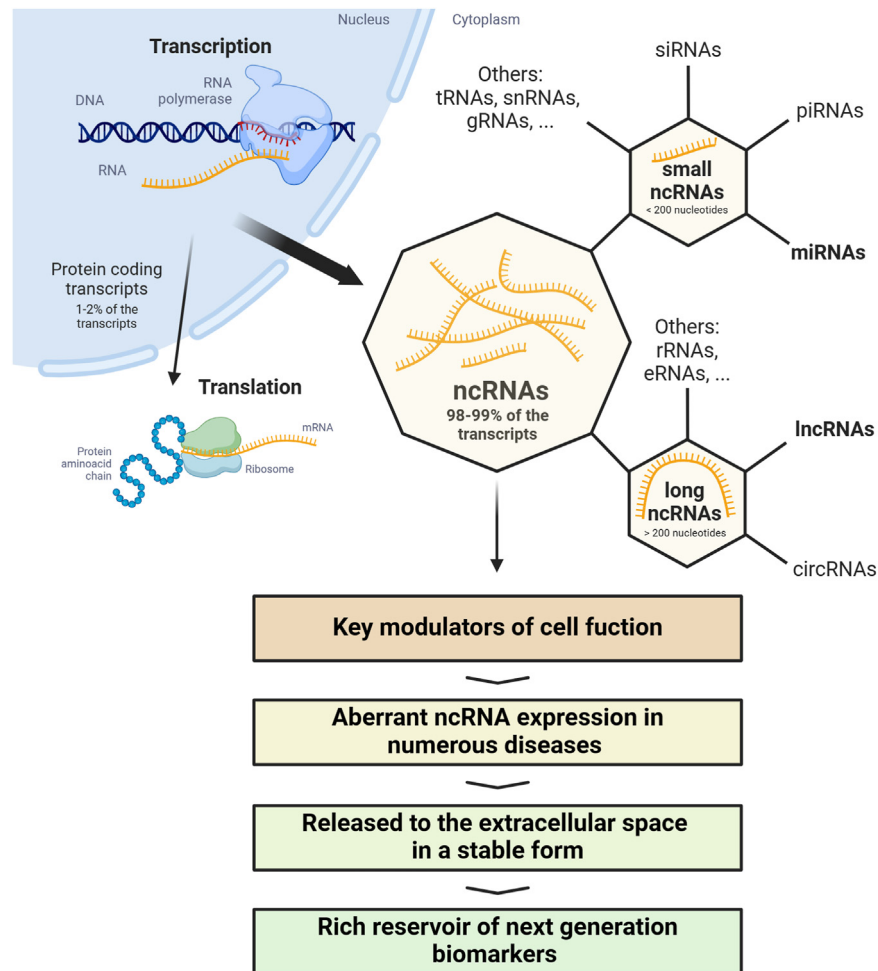 Nucleus
Cytoplasm
Transcription
RNA
polymerase
DNA
RNA
Protein coding
transcripts
1-2% of the
transcripts
Translation
mRNA
Protein
aminoacid
chain
Ribosome
ncRNAs
98-99% of the
transcripts
siRNAs
Others:
tRNAs, snRNAs,
gRNAs, ...
piRNAs
small
ncRNAs
< 200 nucleotides
miRNAs
Others:
rRNAs,
eRNAs, ...
lncRNAs
long
ncRNAs
> 200 nucleotides
circRNAs
Key modulators of cell fuction
Aberrant ncRNA expression in
numerous diseases
Released to the extracellular space
in a stable form
Rich reservoir of next generation
biomarkers